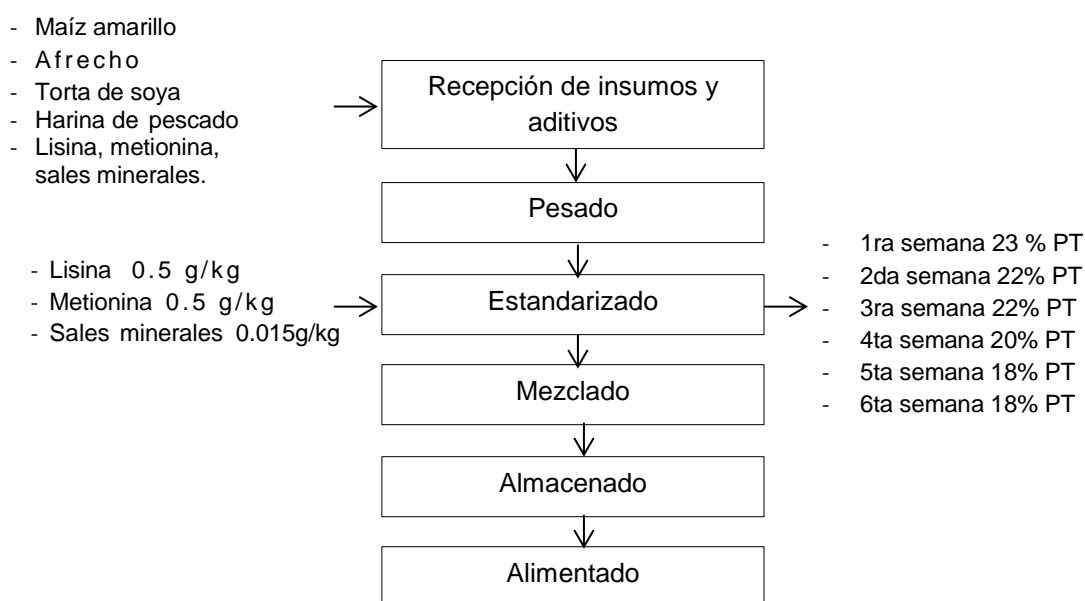 - Maíz amarillo
- Afrecho
- Torta de soya
- Harina de pescado
- Lisina, metionina,
sales minerales.
Recepción de insumos y
aditivos
Pesado
- Lisina 0.5 g/kg
- Metionina 0.5 g/kg
- Sales minerales 0.015g/kg
Estandarizado
- 1ra semana 23 % PT
- 2da semana 22% PT
- 3ra semana 22% PT
- 4ta semana 20% PT
- 5ta semana 18% PT
- 6ta semana 18% PT
Mezclado
Almacenado
Alimentado